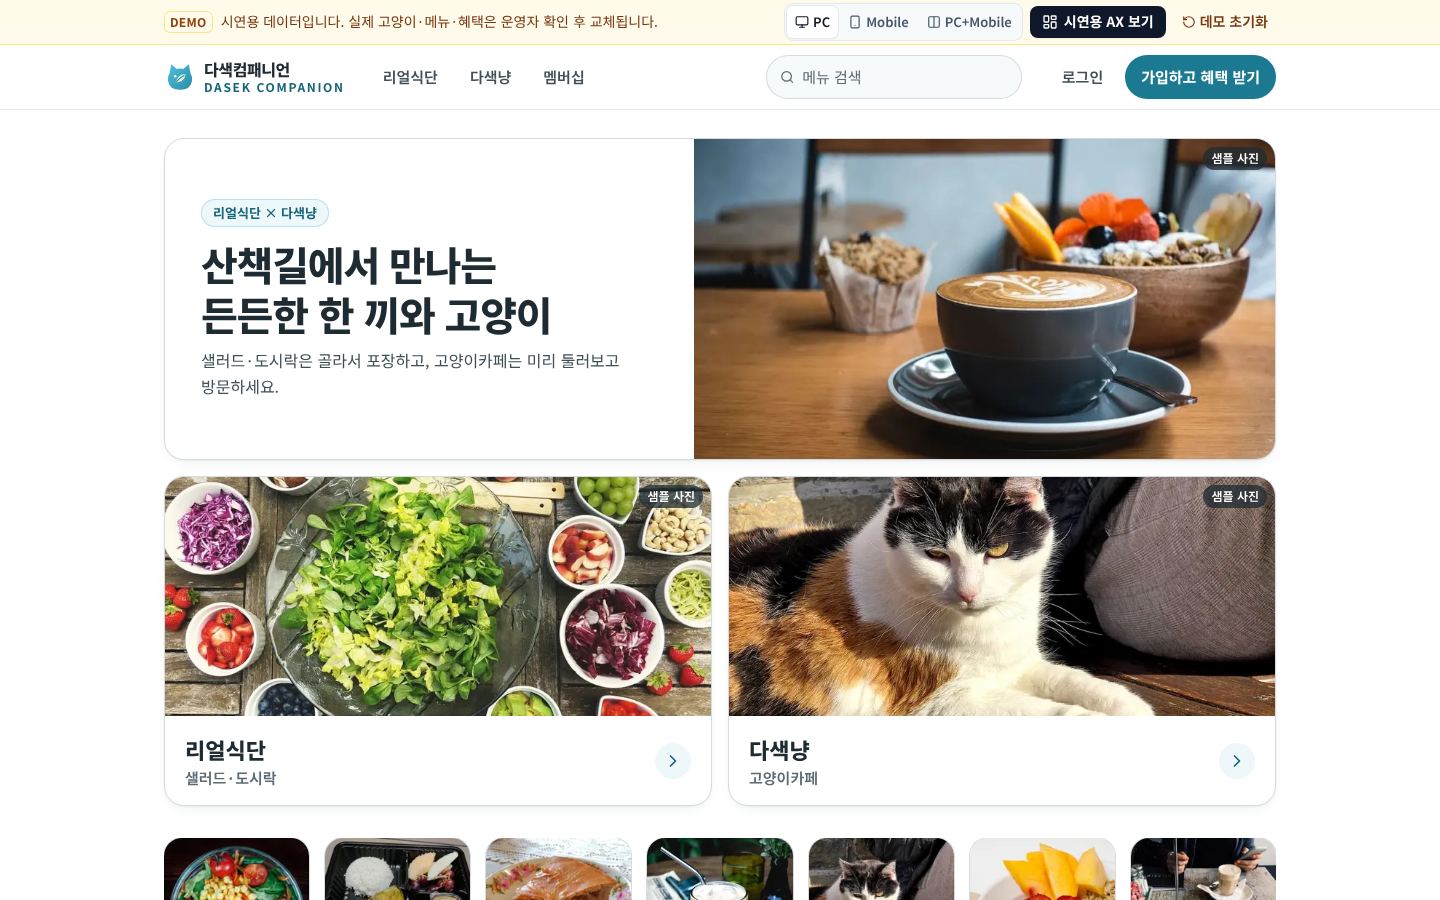 DEMO 시연용 데이터입니다. 실제 고양이·메뉴·혜택은 운영자 확인 후 교체됩니다.
PC
Mobile
PC+Mobile
시연용 AX 보기
데모 초기화
다색컴패니언
DASEK COMPANION
리얼식단
다색냥
멤버십
메뉴 검색
로그인
가입하고 혜택 받기
리얼식단 × 다색냥
산책길에서 만나는
든든한 한 끼와 고양이
샐러드·도시락은 골라서 포장하고, 고양이카페는 미리 둘러보고
방문하세요.
샘플 사진
샘플 사진
리얼식단
샐러드·도시락
샘플 사진
다색냥
고양이카페